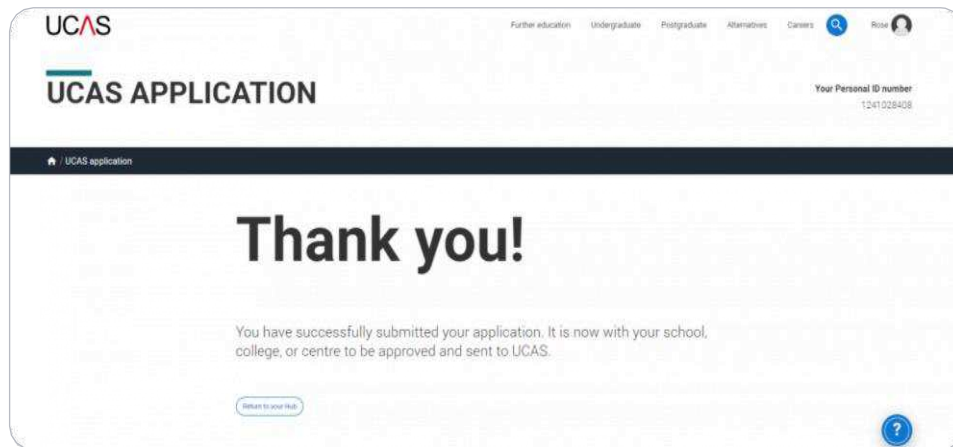 UCAS
Further education Undergraduate Postgraduate Alternatives Careers Rose
UCAS APPLICATION
Your Personal ID number
1241028408
/ UCAS application
Thank you!
You have successfully submitted your application. It is now with your school,
college, or centre to be approved and sent to UCAS.
Return to your Hub
?